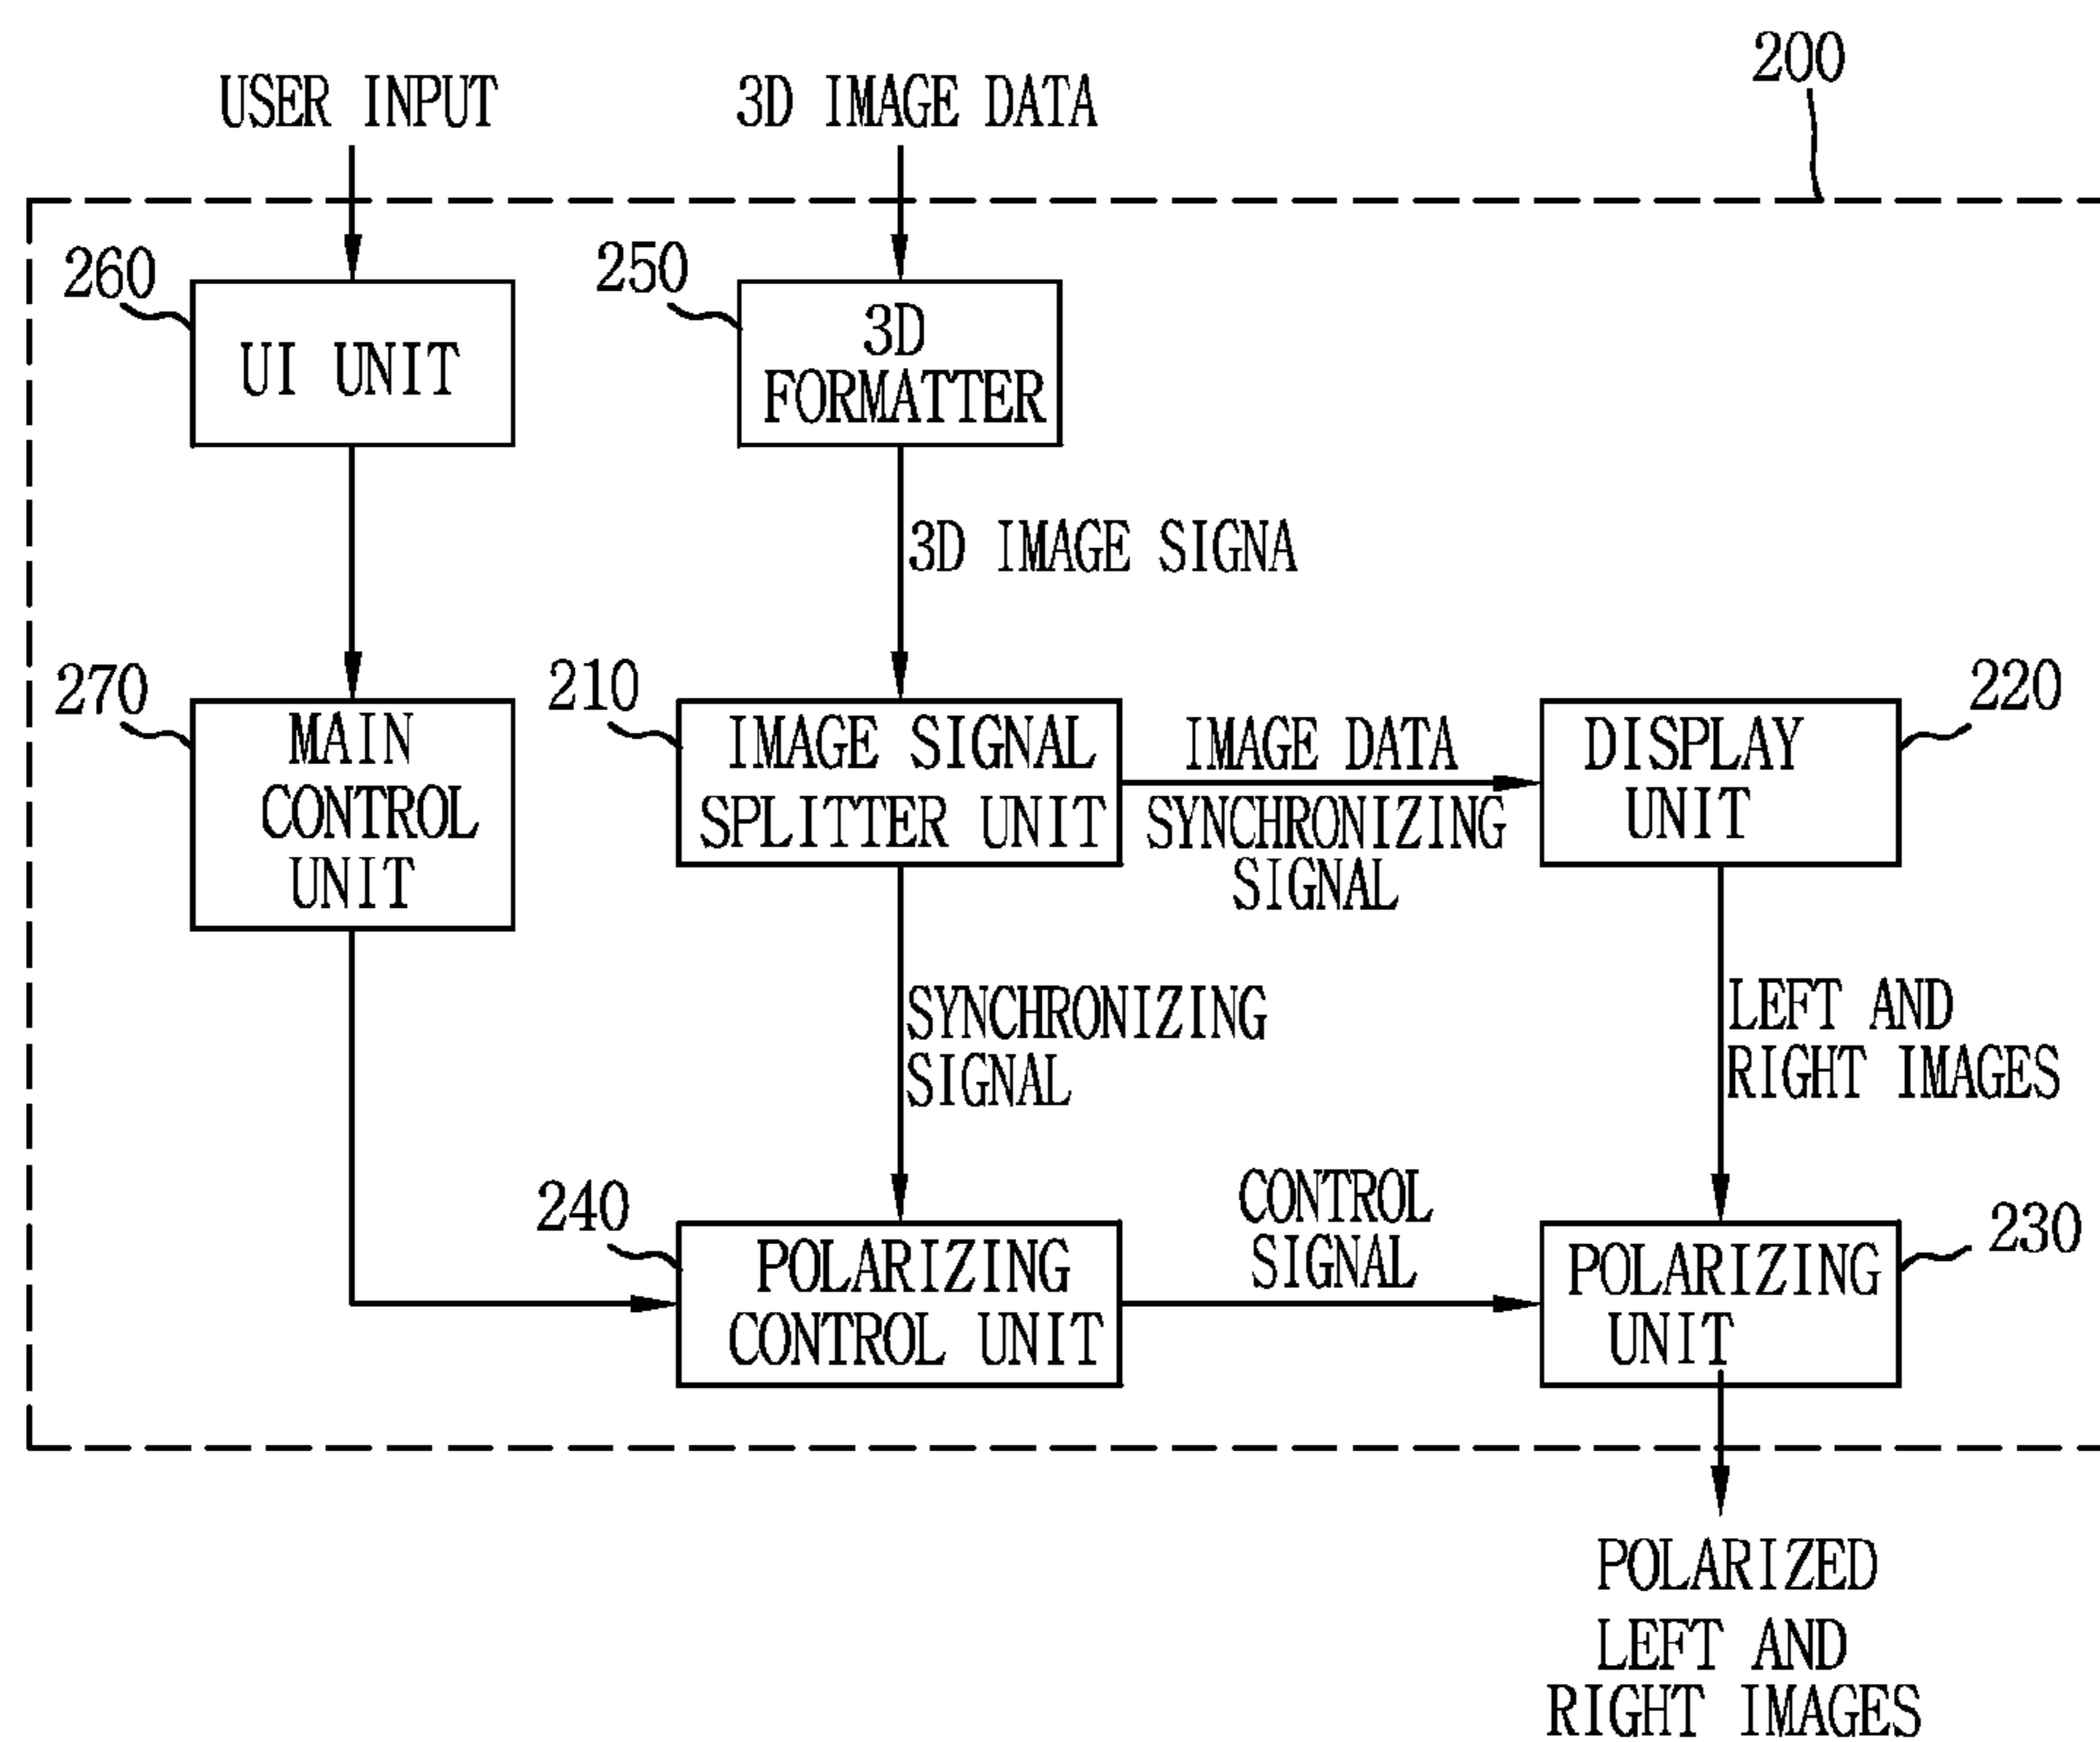 200
USER INPUT
3D IMAGE DATA
260
250
UI UNIT
3D
FORMATTER
3D IMAGE SIGNA
270
210
220
MAIN
CONTROL
UNIT
IMAGE SIGNAL
SPLITTER UNIT
IMAGE DATA
SYNCHRONIZING
SIGNAL
DISPLAY
UNIT
SYNCHRONIZING
SIGNAL
LEFT AND
RIGHT IMAGES
240
CONTROL
SIGNAL
230
POLARIZING
CONTROL UNIT
POLARIZING
UNIT
POLARIZED
LEFT AND
RIGHT IMAGES